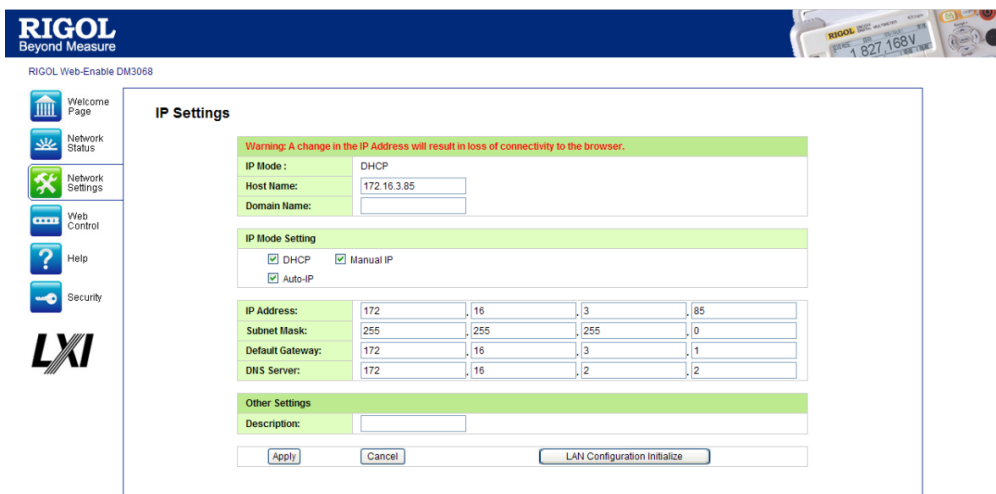 RIGOL
Beyond Measure
RIGOL
1.827,168V
RIGOL Web-Enable DM3068
Welcome Page
Network Status
Network Settings
Web Control
Help
Security
LXI
IP Settings
Warning: A change in the IP Address will result in loss of connectivity to the browser.
IP Mode : DHCP
Host Name: 172.16.3.85
Domain Name:
IP Mode Setting
DHCP Manual IP
Auto-IP
IP Address: 172 . 16 . 3 . 85
Subnet Mask: 255 . 255 . 255 . 0
Default Gateway: 172 . 16 . 3 . 1
DNS Server: 172 . 16 . 2 . 2
Other Settings
Description:
Apply Cancel LAN Configuration Initialize